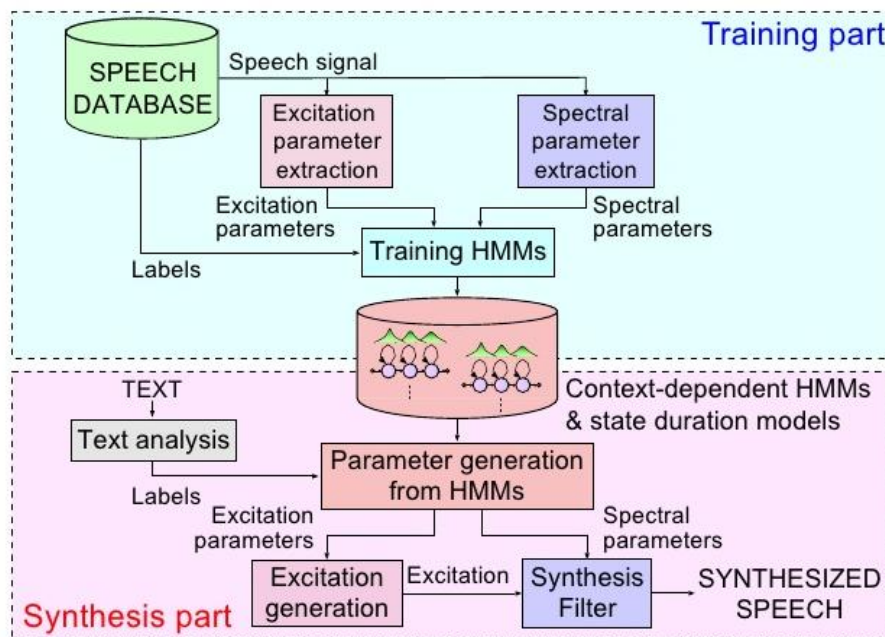 Training part
SPEECH
DATABASE
Speech signal
Excitation
parameter
extraction
Spectral
parameter
extraction
Excitation
parameters
Spectral
parameters
Labels
Training HMMs
Context-dependent HMMs
& state duration models
TEXT
Text analysis
Labels
Parameter generation
from HMMs
Excitation
parameters
Spectral
parameters
Excitation
generation
Excitation
Synthesis
Filter
SYNTHESIZED
SPEECH
Synthesis part